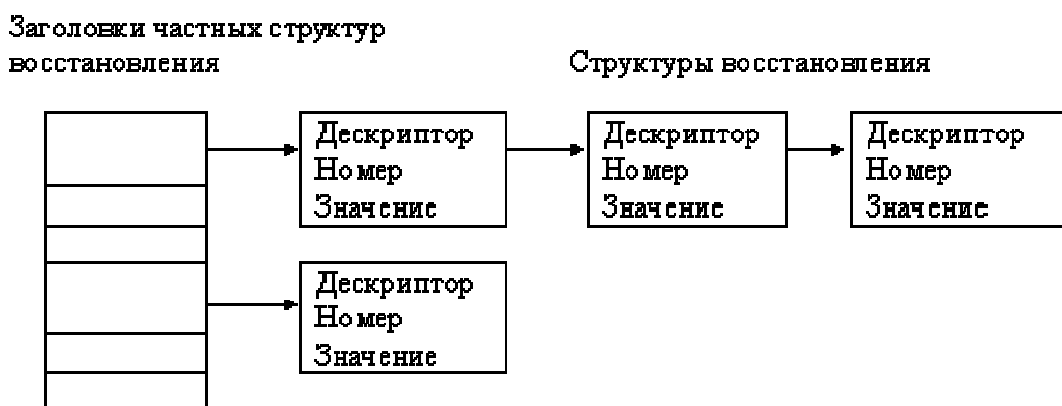 Заголовки частных структур
восстановления
Структуры восстановления
Дескриптор
Номер
Значение
Дескриптор
Номер
Значение
Дескриптор
Номер
Значение
Дескриптор
Номер
Значение